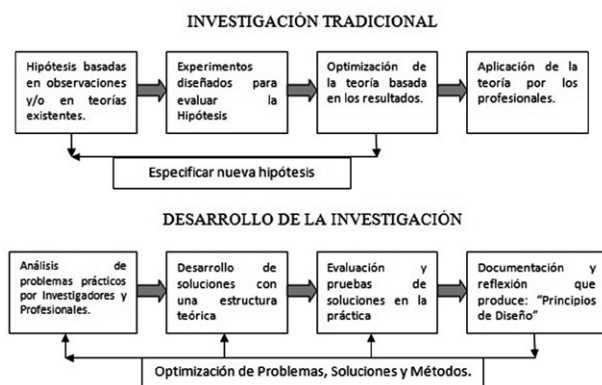 INVESTIGACIÓN TRADICIONAL
Hipótesis basadas
en observaciones
y/o en teorías
existentes.
Experimentos
diseñados para
evaluar la
Hipótesis
Optimización de
la teoría basada
en los resultados.
Aplicación de la
teoría por los
profesionales.
Especificar nueva hipótesis
DESARROLLO DE LA INVESTIGACIÓN
Análisis de
problemas prácticos
por Investigadores y
Profesionales.
Desarrollo de
soluciones con
una estructura
teórica
Evaluación y
pruebas de
soluciones en la
práctica
Documentación y
reflexión que
produce: “Principios
de Diseño”
Optimización de Problemas, Soluciones y Métodos.